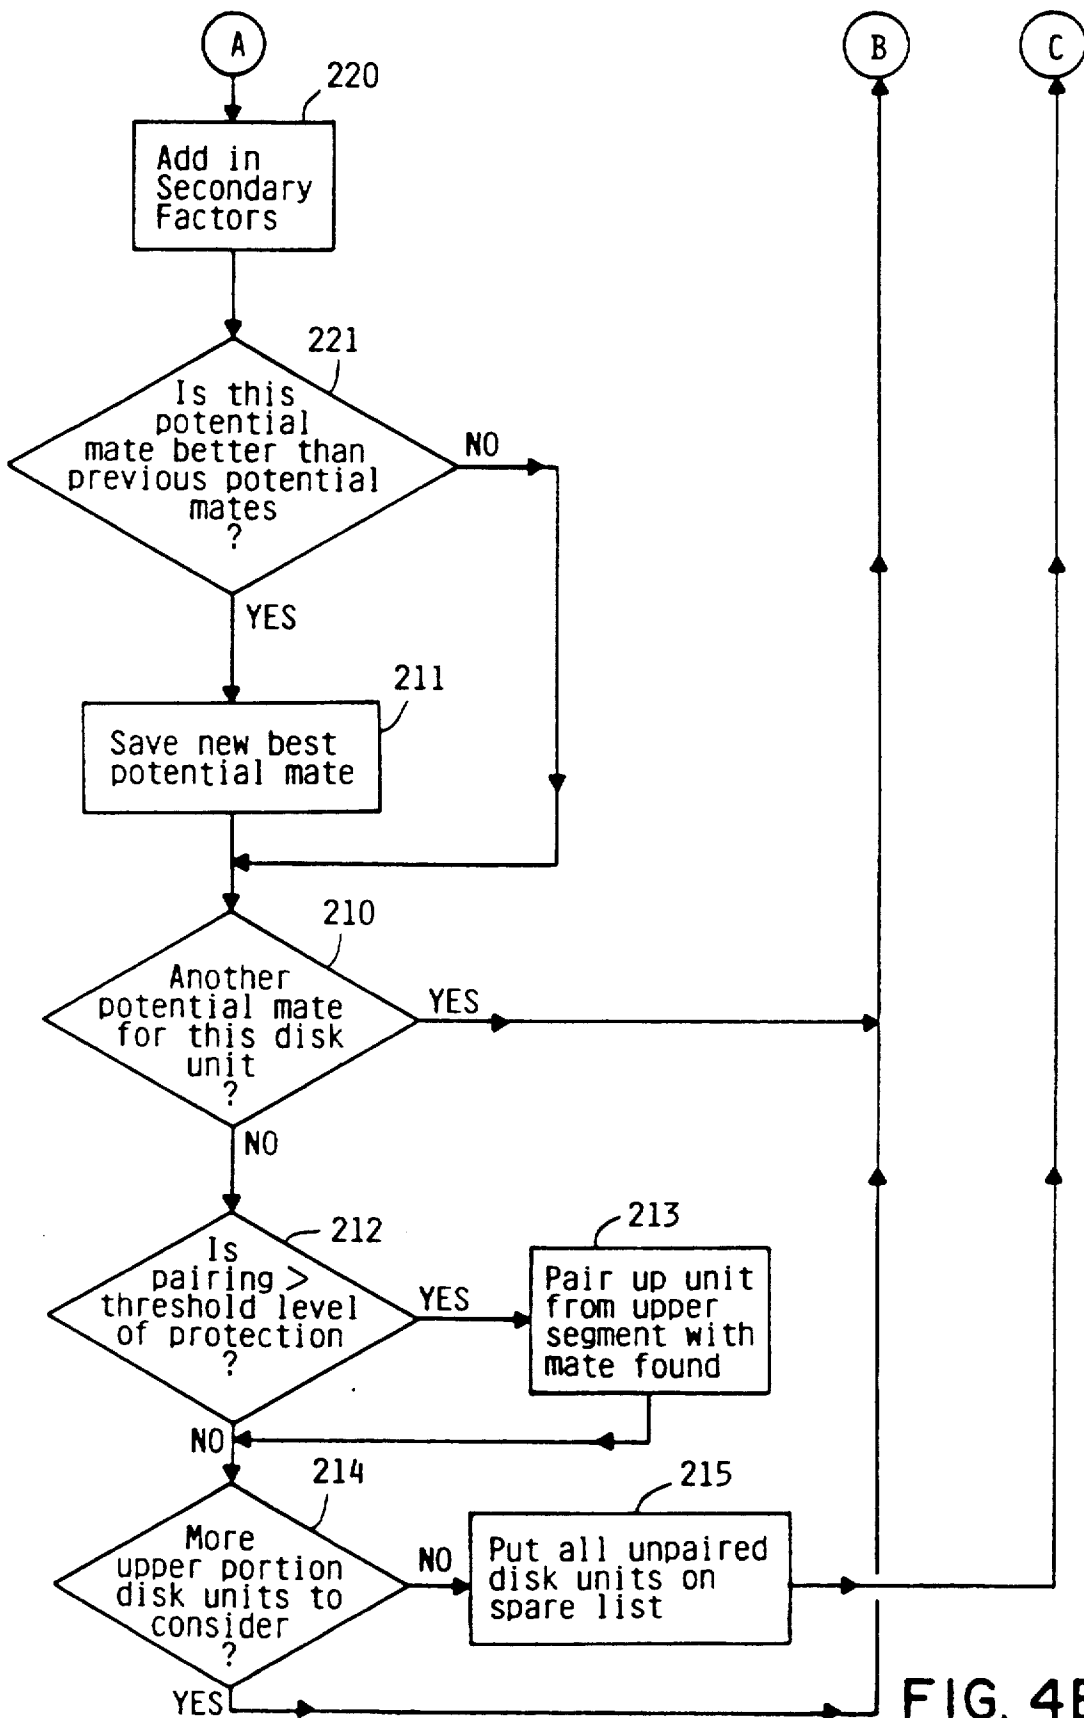 A
B
C
220
Add in
Secondary
Factors
221
Is this
potential
mate better than
previous potential
mates
?
NO
YES
211
Save new best
potential mate
210
Another
potential mate
for this disk
unit
?
YES
NO
212
Is
pairing >
threshold level
of protection
?
YES
213
Pair up unit
from upper
segment with
mate found
NO
214
More
upper portion
disk units to
consider
?
NO
215
Put all unpaired
disk units on
spare list
YES
FIG. 4B